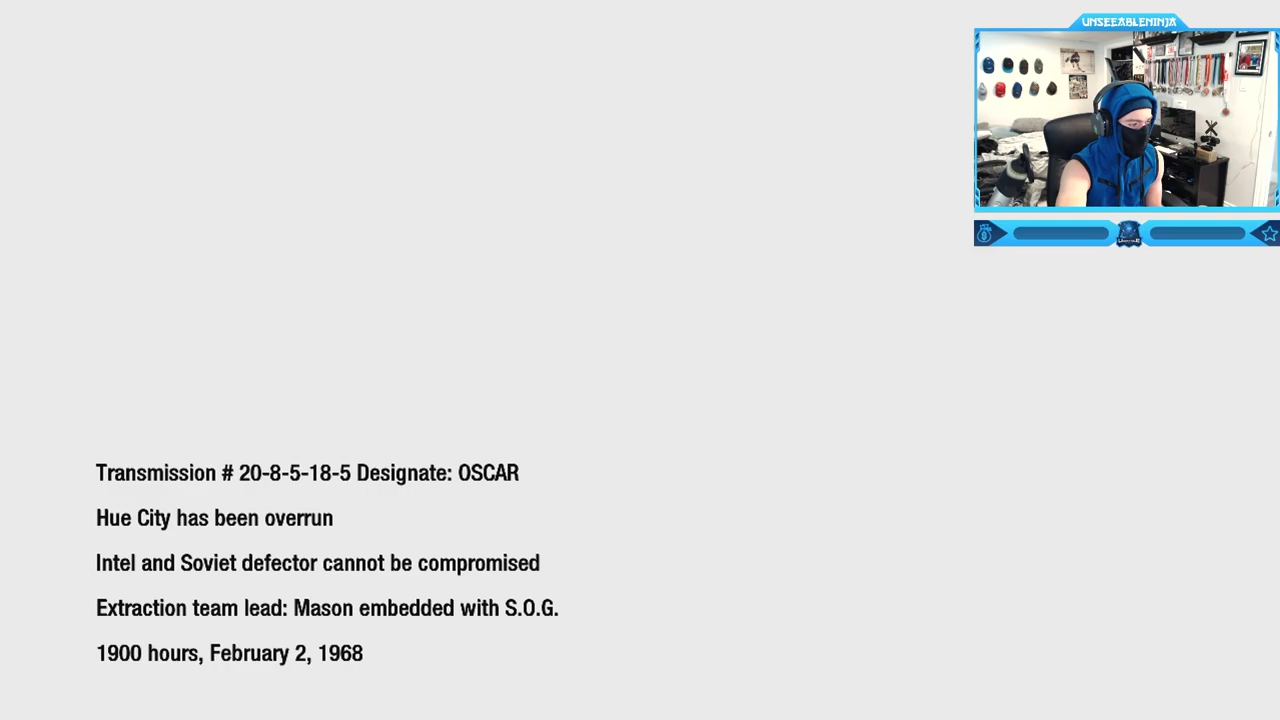 UNSEEABLENINJA
Transmission # 20-8-5-18-5 Designate: OSCAR
Hue City has been overrun
Intel and Soviet defector cannot be compromised
Extraction team lead: Mason embedded with S.O.G.
1900 hours, February 2, 1968